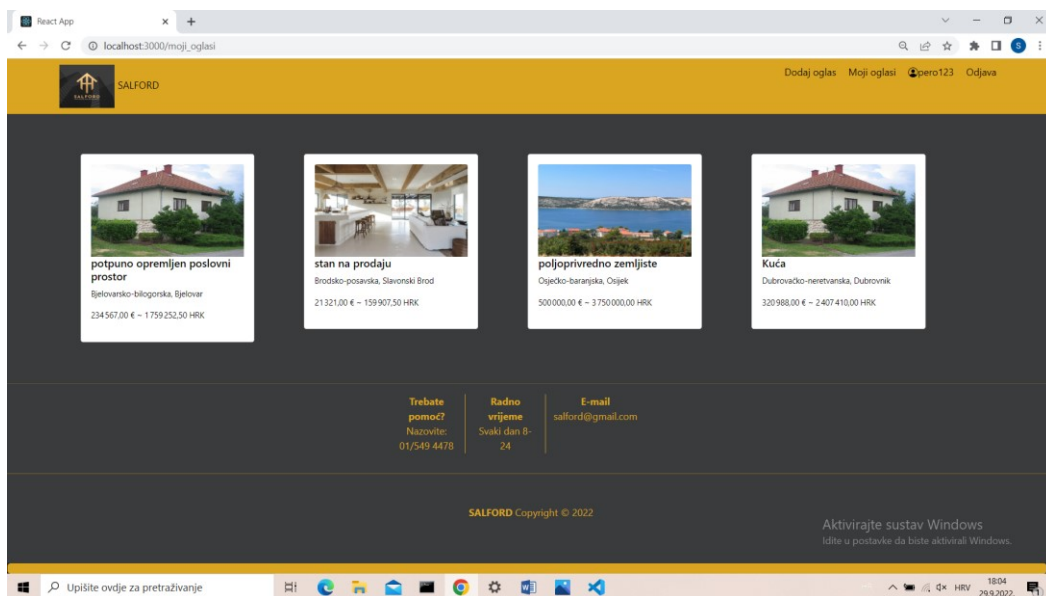 React App
localhost:3000/moji_oglasi
S
SALFORD
SALFORD
Dodaj oglas Moji oglasi pero123 Odjava
potpuno opremljen poslovni
prostor
Bjelovarsko-bilogorska, Bjelovar
234 567,00 € ~ 1 759 252,50 HRK
stan na prodaju
Brodsko-posavska, Slavonski Brod
21 321,00 € ~ 159 907,50 HRK
poljoprivredno zemljiste
Osječko-baranjska, Osijek
500 000,00 € ~ 3 750 000,00 HRK
Kuća
Dubrovačko-neretvanska, Dubrovnik
320 988,00 € ~ 2 407 410,00 HRK
Trebate
pomoć?
Nazovite:
01/549 4478
Radno
vrijeme
Svaki dan 8-
24
E-mail
salford@gmail.com
SALFORD Copyright © 2022
Aktivirajte sustav Windows
Idite u postavke da biste aktivirali Windows.
Upišite ovdje za pretraživanje
HRV
18:04
29.9.2022.